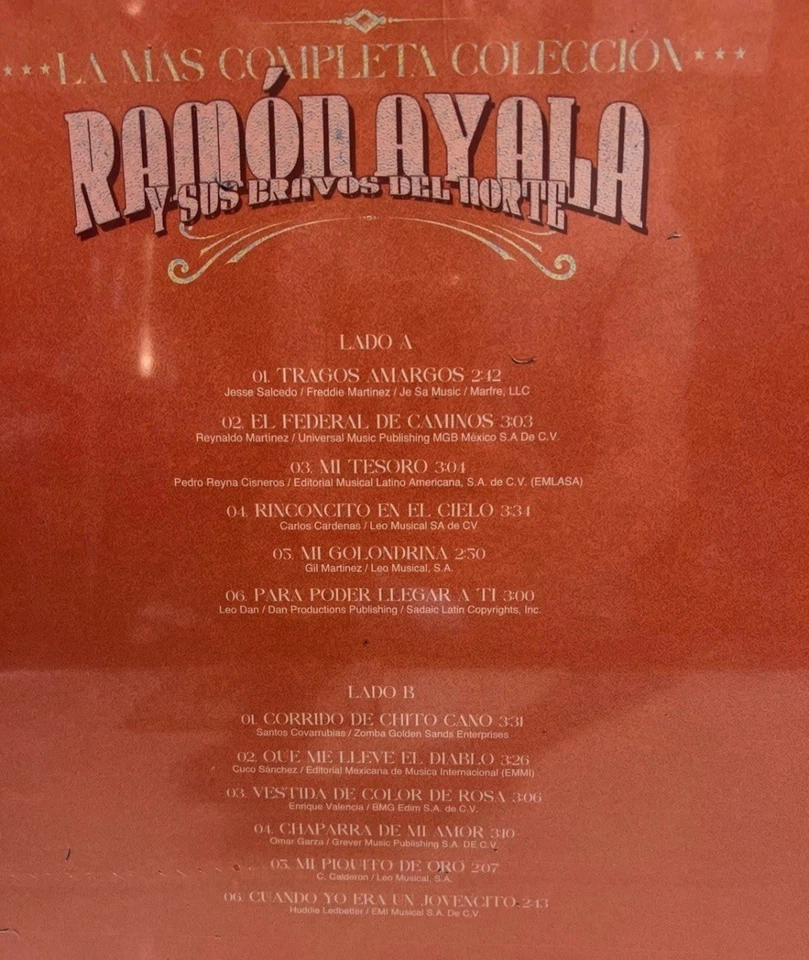 ★★★LA MÁS COMPLETA COLECCIÓN★★★
RAMÓN AYALA
Y SUS BRAVOS DEL NORTE
LADO A
01. TRAGOS AMARGOS 2:42
Jesse Salcedo / Freddie Martinez / Je Sa Music / Marfre, LLC
02. EL FEDERAL DE CAMINOS 3:03
Reynaldo Martinez / Universal Music Publishing MGB México S.A De C.V.
03. MI TESORO 3:04
Pedro Reyna Cisneros / Editorial Musical Latino Americana, S.A. de C.V. (EMLASA)
04. RINCONCITO EN EL CIELO 3:34
Carlos Cardenas / Leo Musical SA de CV
05. MI GOLONDRINA 2:50
Gil Martinez / Leo Musical, S.A.
06. PARA PODER LLEGAR A TI 3:00
Leo Dan / Dan Productions Publishing / Sadaic Latin Copyrights, Inc.
LADO B
01. CORRIDO DE CHITO CANO 3:31
Santos Covarrubias / Zomba Golden Sands Enterprises
02. QUE ME LLEVE EL DIABLO 3:26
Cuco Sánchez / Editorial Mexicana de Musica Internacional (EMMI)
03. VESTIDA DE COLOR DE ROSA 3:06
Enrique Valencia / BMG Edim S.A. de C.V.
04. CHAPARRA DE MI AMOR 3:10
Omar Garza / Grever Music Publishing S.A. DE C.V.
05. MI PIQUITO DE ORO 2:07
C. Calderon / Leo Musical, S.A.
06. CUANDO YO ERA UN JOVENCITO 2:43
Huddie Ledbetter / EMI Musical S.A. De C.V.